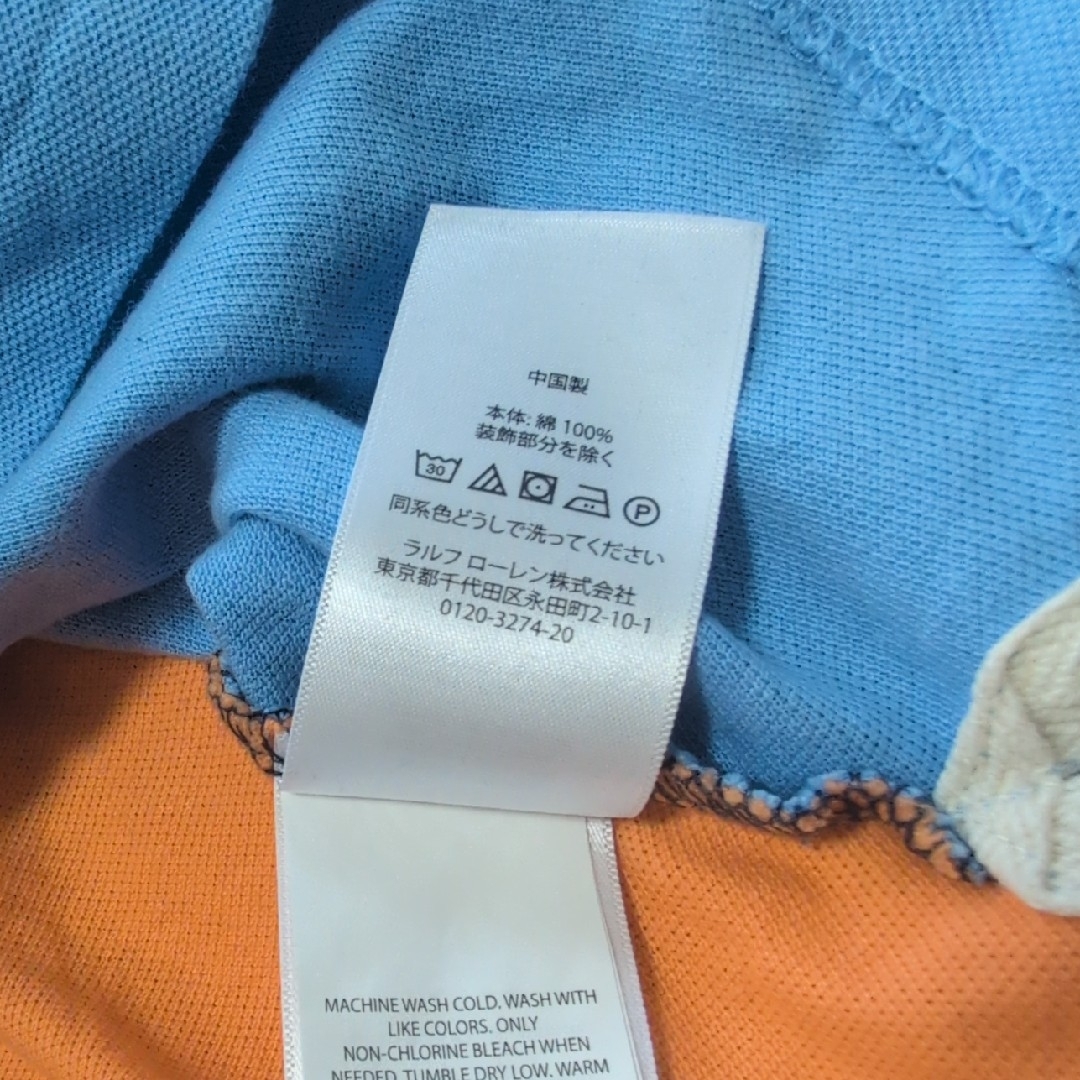 中国製
本体: 綿 100%
装飾部分を除く
30 P
同系色どうしで洗ってください
ラルフ ローレン株式会社
東京都千代田区永田町2-10-1
0120-3274-20
MACHINE WASH COLD. WASH WITH
LIKE COLORS. ONLY
NON-CHLORINE BLEACH WHEN
NEEDED. TUMBLE DRY LOW. WARM